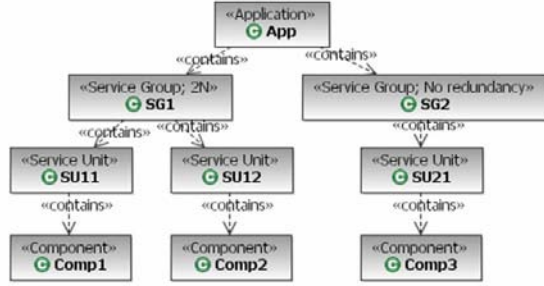 «Application»
App
«contains»
«contains»
«Service Group; 2N»
SG1
«Service Group; No redundancy»
SG2
«contains»
«contains»
«contains»
«Service Unit»
SU11
«Service Unit»
SU12
«Service Unit»
SU21
«contains»
«contains»
«contains»
«Component»
Comp1
«Component»
Comp2
«Component»
Comp3